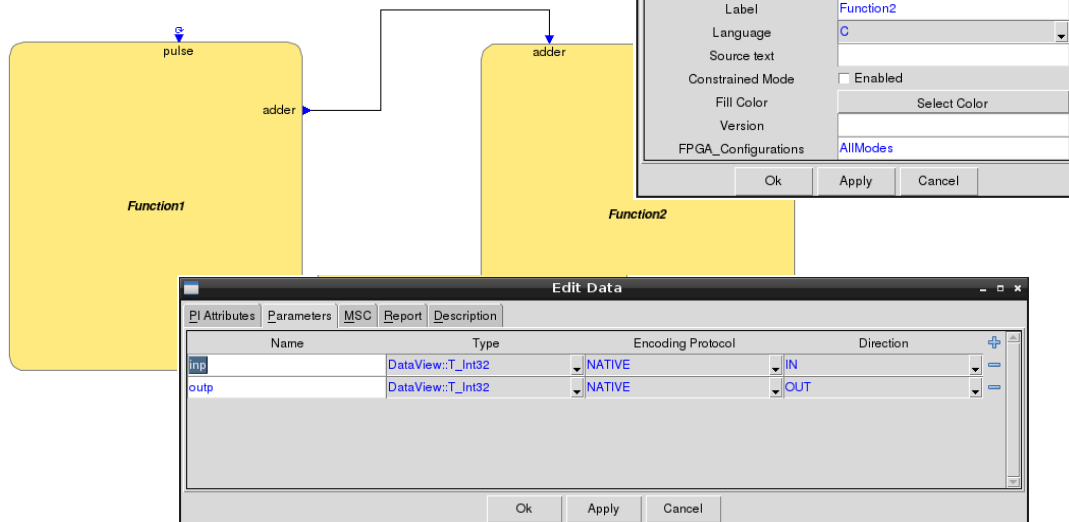 pulse
adder
Function1
adder
Function2
Label Function2
Language C
Source text
Constrained Mode Enabled
Fill Color Select Color
Version
FPGA_Configurations AllModes
Ok Apply Cancel
Edit Data
PI Attributes Parameters MSC Report Description
Name Type Encoding Protocol Direction
inp DataView::T_Int32 NATIVE IN
outp DataView::T_Int32 NATIVE OUT
Ok Apply Cancel